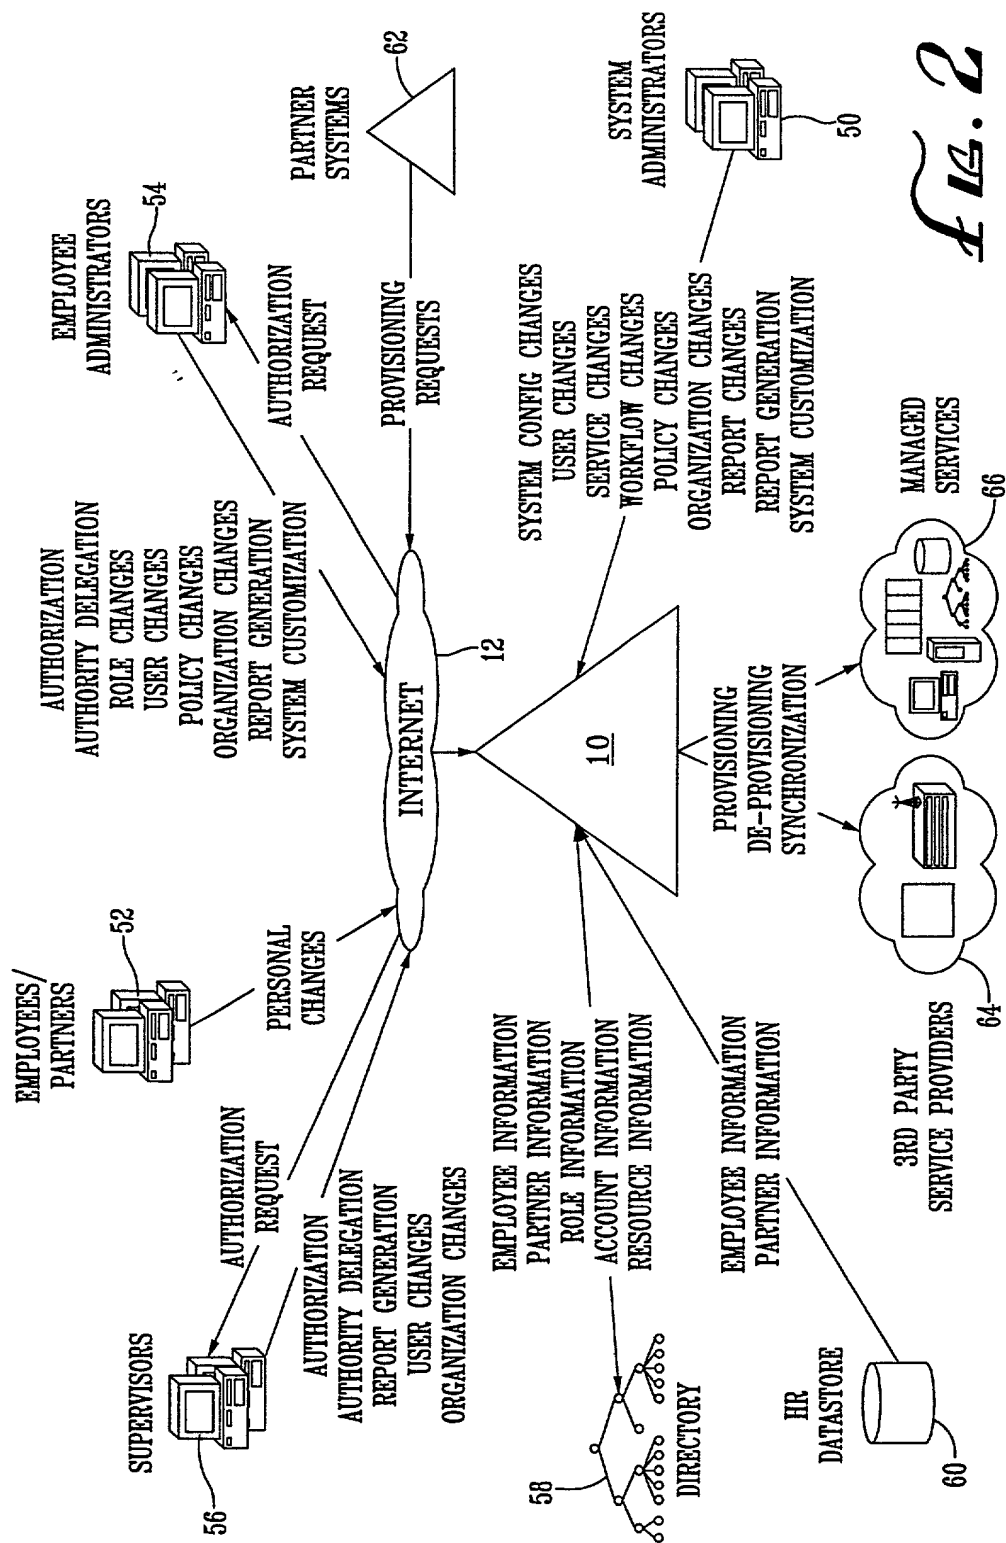 EMPLOYEES/
PARTNERS
52
EMPLOYEE
ADMINISTRATORS
54
SUPERVISORS
56
AUTHORIZATION
REQUEST
PERSONAL
CHANGES
AUTHORIZATION
AUTHORITY DELEGATION
ROLE CHANGES
USER CHANGES
POLICY CHANGES
ORGANIZATION CHANGES
REPORT GENERATION
SYSTEM CUSTOMIZATION
AUTHORIZATION
REQUEST
PARTNER
SYSTEMS
62
PROVISIONING
REQUESTS
AUTHORIZATION
AUTHORITY DELEGATION
REPORT GENERATION
USER CHANGES
ORGANIZATION CHANGES
INTERNET
12
58
DIRECTORY
EMPLOYEE INFORMATION
PARTNER INFORMATION
ROLE INFORMATION
ACCOUNT INFORMATION
RESOURCE INFORMATION
10
SYSTEM CONFIG CHANGES
USER CHANGES
SERVICE CHANGES
WORKFLOW CHANGES
POLICY CHANGES
ORGANIZATION CHANGES
REPORT CHANGES
REPORT GENERATION
SYSTEM CUSTOMIZATION
SYSTEM
ADMINISTRATORS
50
HR
DATASTORE
60
EMPLOYEE INFORMATION
PARTNER INFORMATION
PROVISIONING
DE-PROVISIONING
SYNCHRONIZATION
3RD PARTY
SERVICE PROVIDERS
64
MANAGED
SERVICES
66
FIG. 2